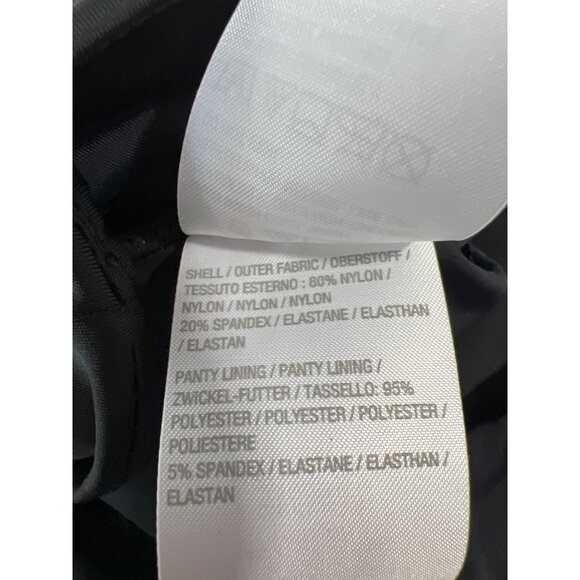 SHELL / OUTER FABRIC / OBERSTOFF /
TESSUTO ESTERNO : 80% NYLON /
NYLON / NYLON / NYLON
20% SPANDEX / ELASTANE / ELASTHAN
/ ELASTAN
PANTY LINING / PANTY LINING /
ZWICKEL-FUTTER / TASSELLO: 95%
POLYESTER / POLYESTER / POLYESTER /
POLIESTERE
5% SPANDEX / ELASTANE / ELASTHAN /
ELASTAN